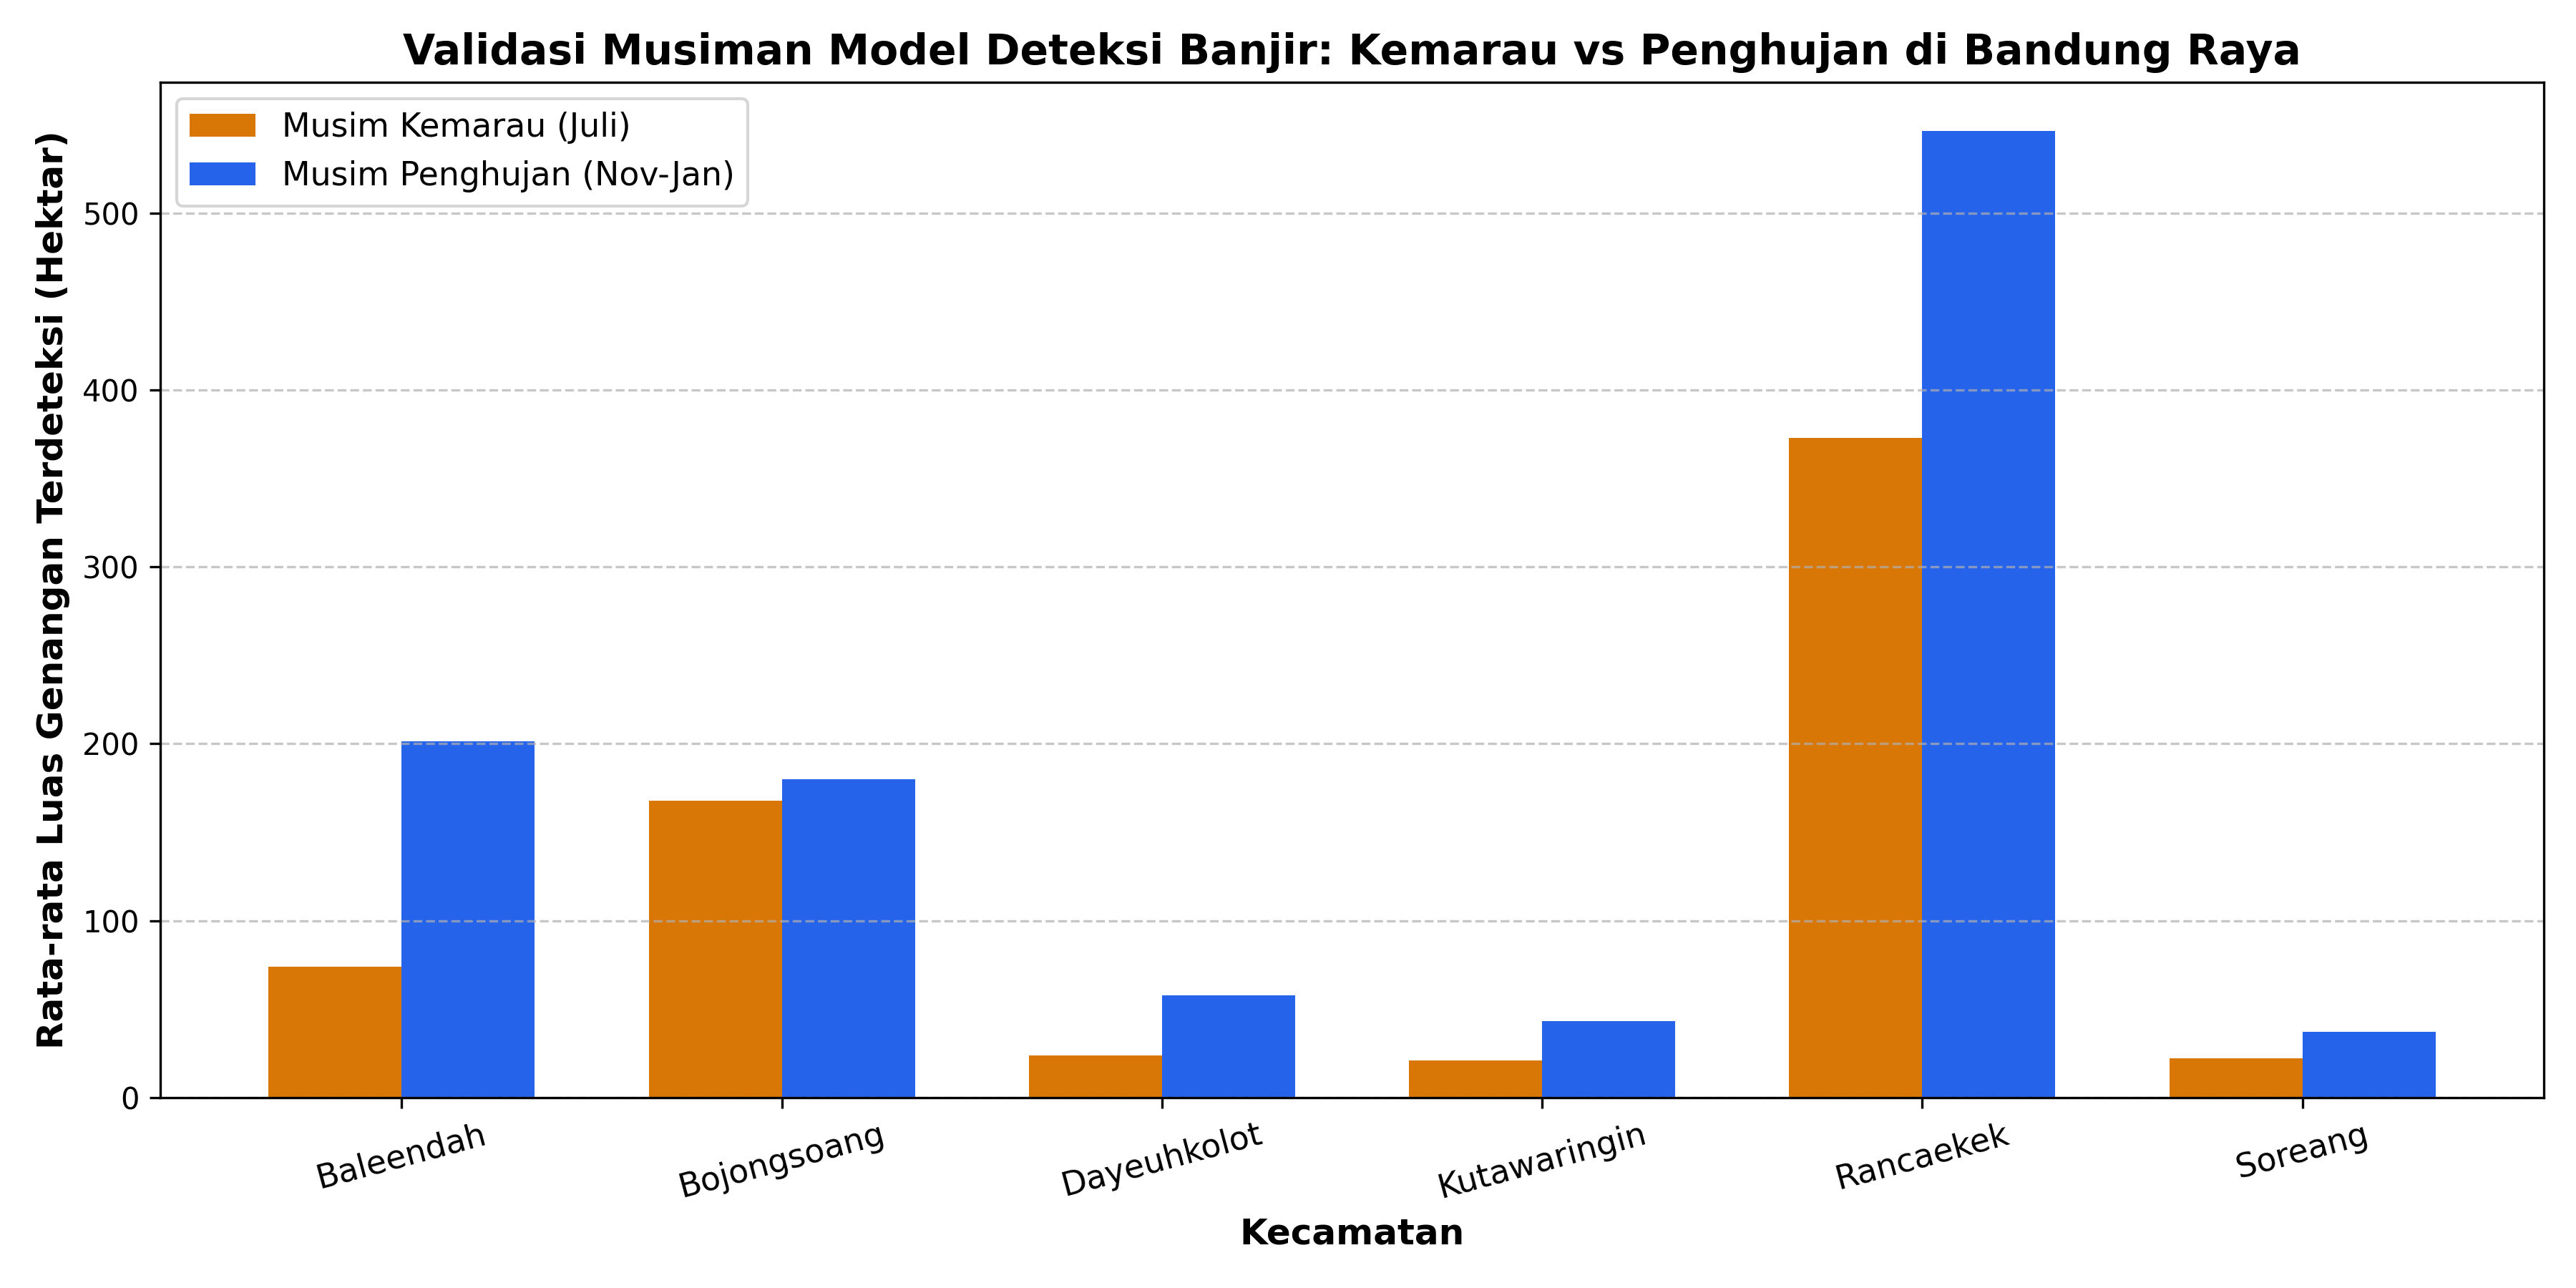 Validasi Musiman Model Deteksi Banjir: Kemarau vs Penghujan di Bandung Raya
Musim Kemarau (Juli)
Musim Penghujan (Nov-Jan)
Rata-rata Luas Genangan Terdeteksi (Hektar)
500
400
300
200
100
0
Baleendah
Bojongsoang
Dayeuhkolot
Kutawaringin
Rancaekek
Soreang
Kecamatan